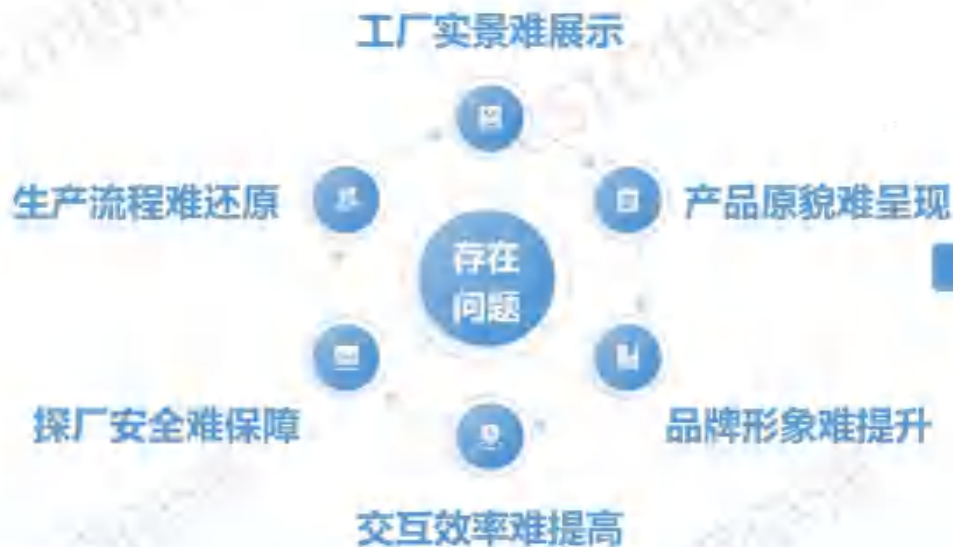 工厂实景难展示
生产流程难还原
产品原貌难呈现
存在
问题
探厂安全难保障
品牌形象难提升
交互效率难提高